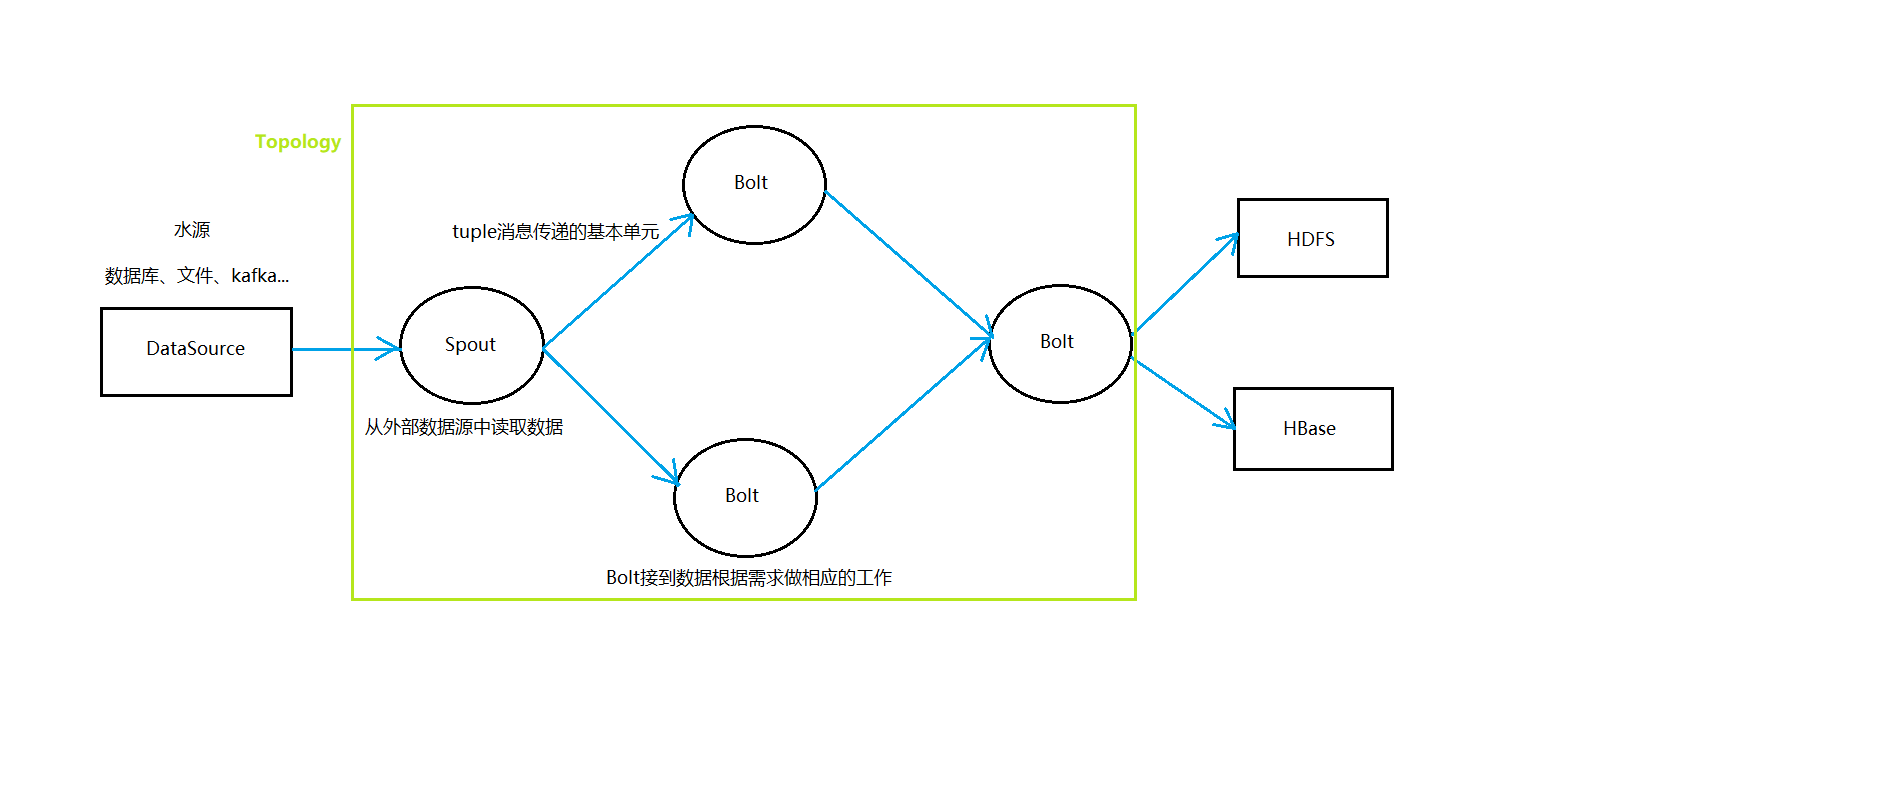 Topology
水源
数据库、文件、kafka...
DataSource
tuple消息传递的基本单元
Spout
从外部数据源中读取数据
Bolt
Bolt
Bolt接到数据根据需求做相应的工作
Bolt
HDFS
HBase